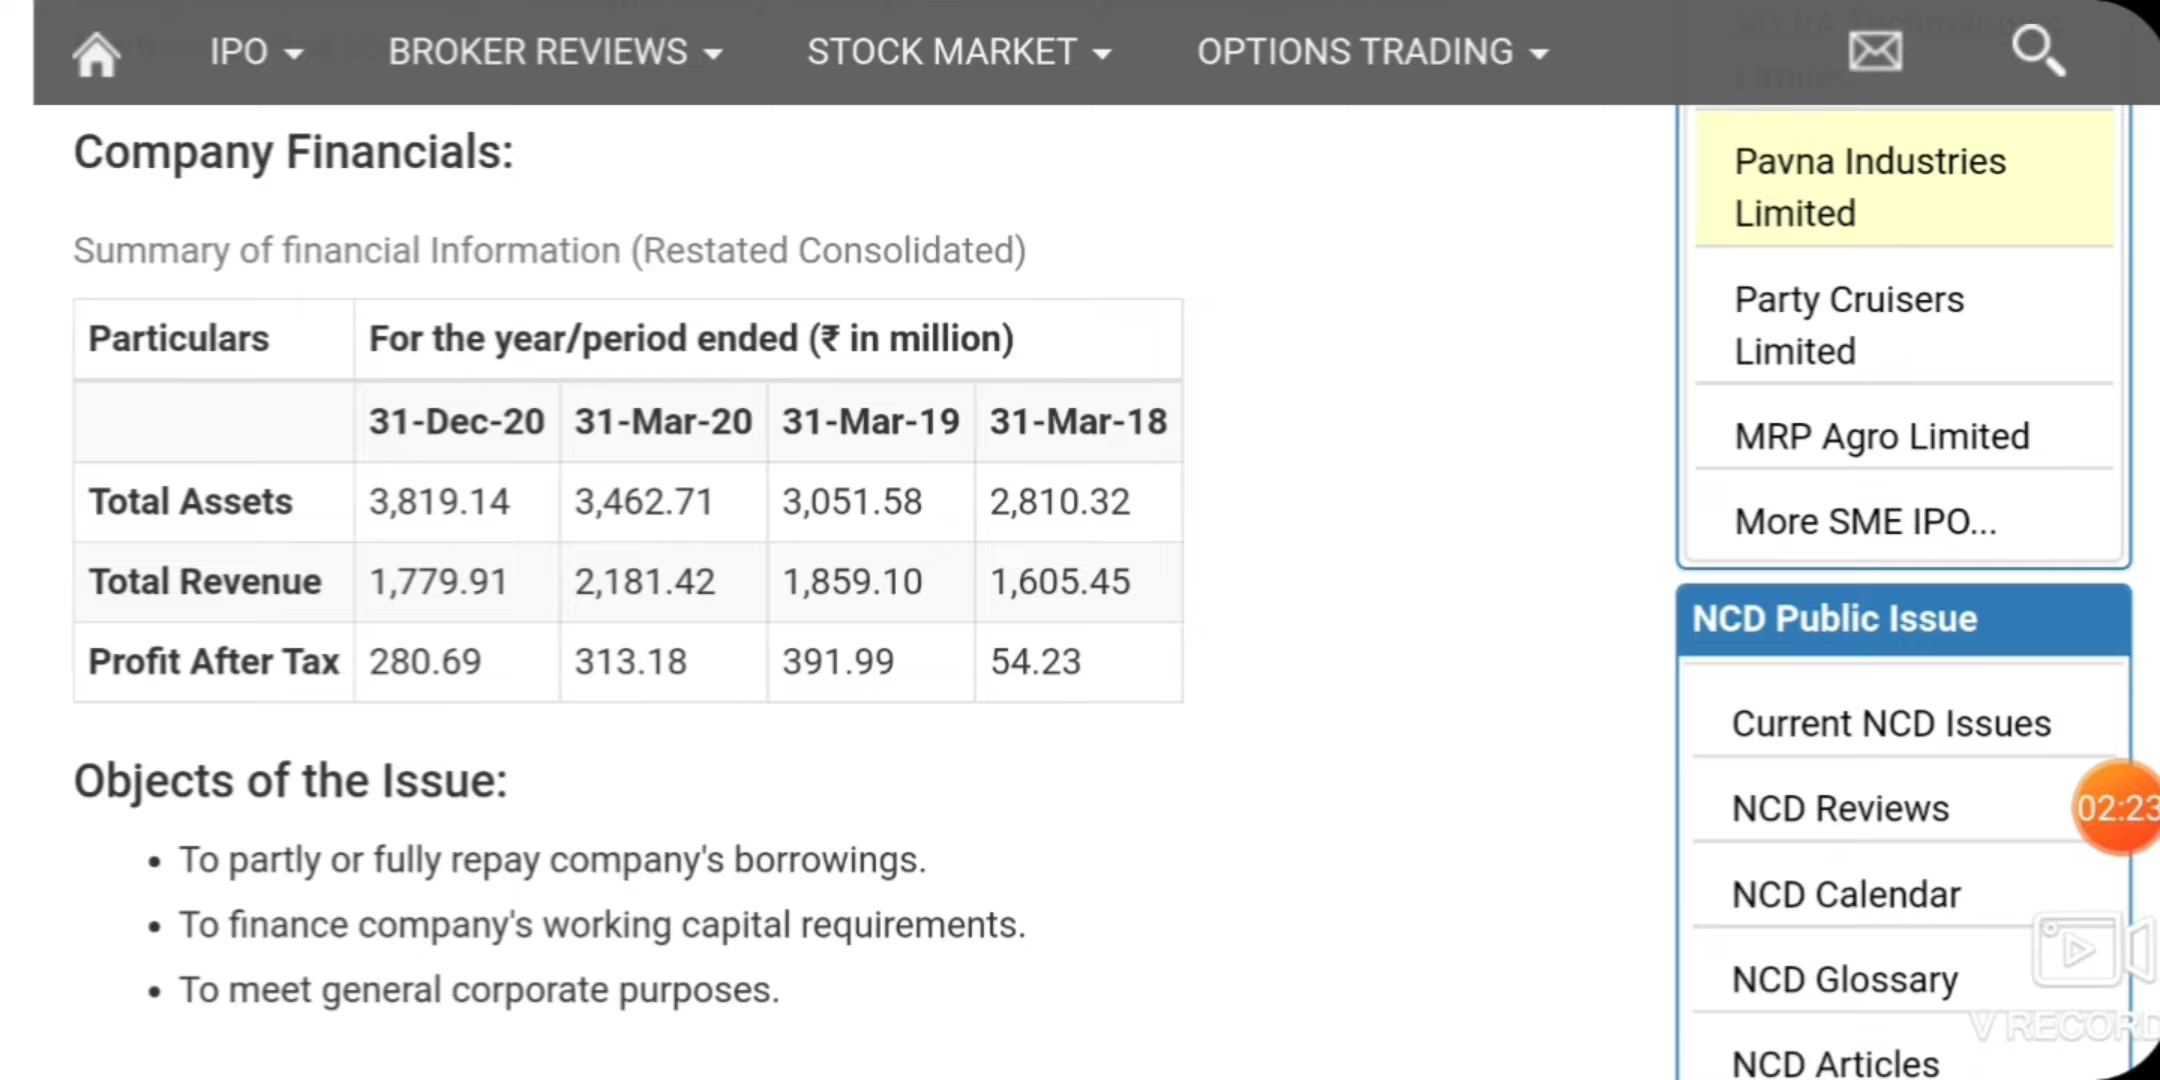 IPO BROKER REVIEWS STOCK MARKET OPTIONS TRADING
Company Financials:
Summary of financial Information (Restated Consolidated)
Particulars For the year/period ended (₹ in million)
31-Dec-20 31-Mar-20 31-Mar-19 31-Mar-18
Total Assets 3,819.14 3,462.71 3,051.58 2,810.32
Total Revenue 1,779.91 2,181.42 1,859.10 1,605.45
Profit After Tax 280.69 313.18 391.99 54.23
Objects of the Issue:
• To partly or fully repay company's borrowings.
• To finance company's working capital requirements.
• To meet general corporate purposes.
Pavna Industries
Limited
Party Cruisers
Limited
MRP Agro Limited
More SME IPO...
NCD Public Issue
Current NCD Issues
NCD Reviews
02:23
NCD Calendar
NCD Glossary
V RECORD
NCD Articles